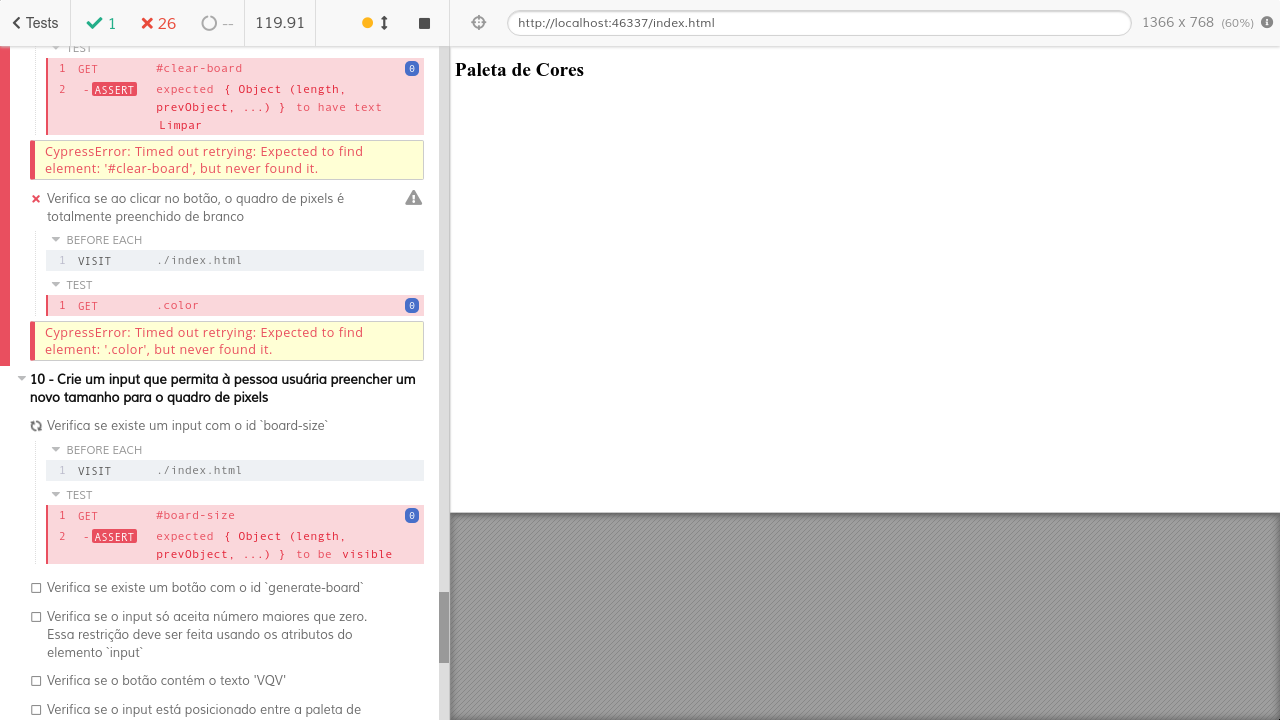 Tests 1 26 -- 119.91 http://localhost:46337/index.html 1366 x 768 (60%)
TEST
1 GET #clear-board 0
2 -ASSERT expected { Object (length,
prevObject, ...) } to have text
Limpar
CypressError: Timed out retrying: Expected to find
element: '#clear-board', but never found it.
Verifica se ao clicar no botão, o quadro de pixels é
totalmente preenchido de branco
BEFORE EACH
1 VISIT ./index.html
TEST
1 GET .color 0
CypressError: Timed out retrying: Expected to find
element: '.color', but never found it.
10 - Crie um input que permita à pessoa usuária preencher um
novo tamanho para o quadro de pixels
Verifica se existe um input com o id `board-size`
BEFORE EACH
1 VISIT ./index.html
TEST
1 GET #board-size 0
2 -ASSERT expected { Object (length,
prevObject, ...) } to be visible
Verifica se existe um botão com o id `generate-board`
Verifica se o input só aceita número maiores que zero.
Essa restrição deve ser feita usando os atributos do
elemento `input`
Verifica se o botão contém o texto 'VQV'
Verifica se o input está posicionado entre a paleta de
Paleta de Cores